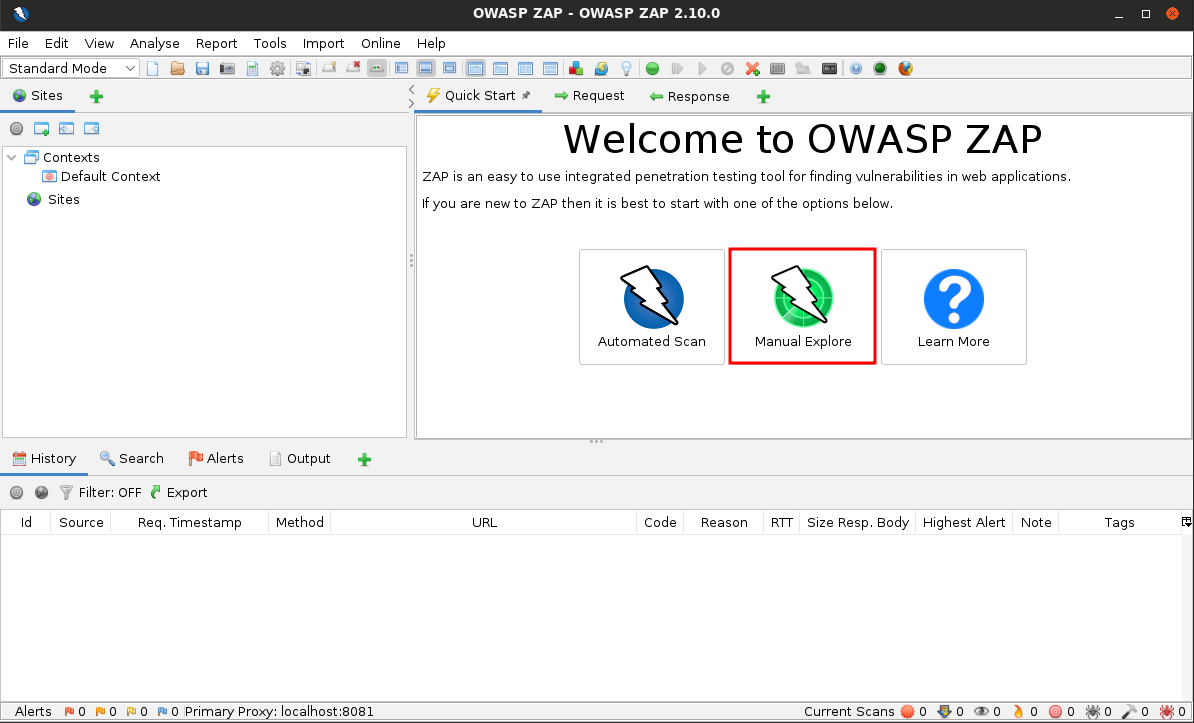 OWASP ZAP - OWASP ZAP 2.10.0
File Edit View Analyse Report Tools Import Online Help
Standard Mode
Sites
Quick Start Request Response
Contexts
Default Context
Sites
Welcome to OWASP ZAP
ZAP is an easy to use integrated penetration testing tool for finding vulnerabilities in web applications.
If you are new to ZAP then it is best to start with one of the options below.
Automated Scan Manual Explore Learn More
History Search Alerts Output
Filter: OFF Export
Id Source Req. Timestamp Method URL Code Reason RTT Size Resp. Body Highest Alert Note Tags
Alerts 0 0 0 0 Primary Proxy: localhost:8081 Current Scans 0 0 0 0 0 0 0 0